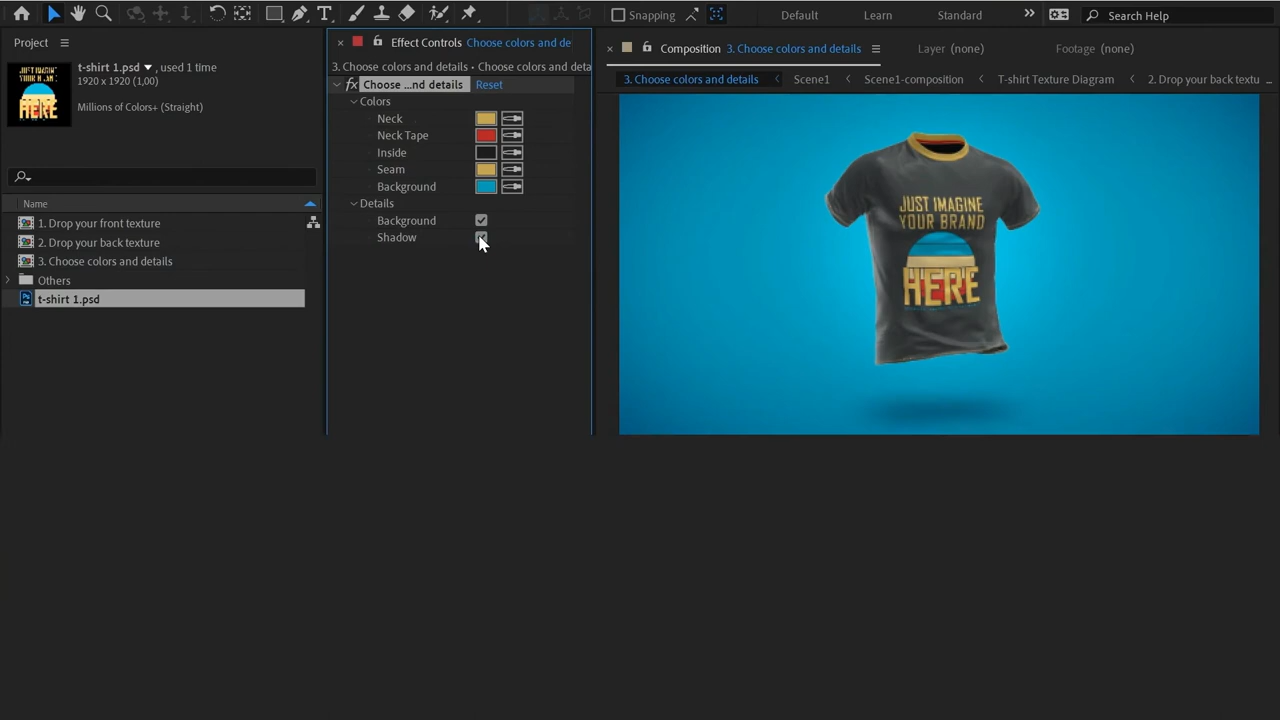 Snapping
Default
Learn
Standard
Search Help
Project
t-shirt 1.psd , used 1 time
1920 x 1920 (1,00)
Millions of Colors+ (Straight)
Name
1. Drop your front texture
2. Drop your back texture
3. Choose colors and details
Others
t-shirt 1.psd
Effect Controls Choose colors and de
3. Choose colors and details • Choose colors and deta
fx Choose ...nd details Reset
Colors
Neck
Neck Tape
Inside
Seam
Background
Details
Background
Shadow
Composition 3. Choose colors and details
Layer (none)
Footage (none)
3. Choose colors and details
Scene1
Scene1-composition
T-shirt Texture Diagram
2. Drop your back textu ...
JUST IMAGINE
YOUR BRAND
HERE